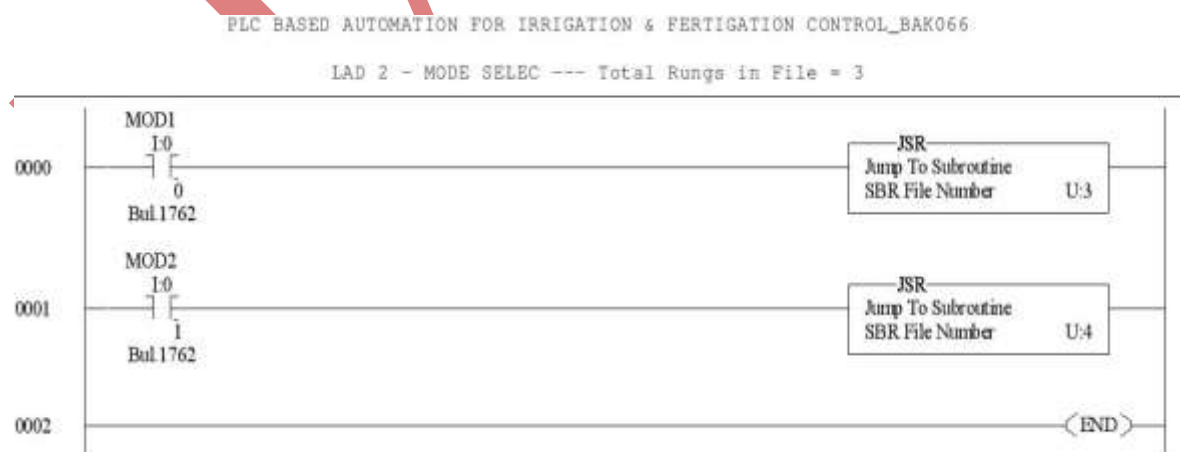 PLC BASED AUTOMATION FOR IRRIGATION & FERTIGATION CONTROL_BAK066
LAD 2 - MODE SELEC --- Total Rungs in File = 3
MOD1
I:0
0000
0
Bul.1762
JSR
Jump To Subroutine
SBR File Number U:3
MOD2
I:0
0001
1
Bul.1762
JSR
Jump To Subroutine
SBR File Number U:4
0002
END